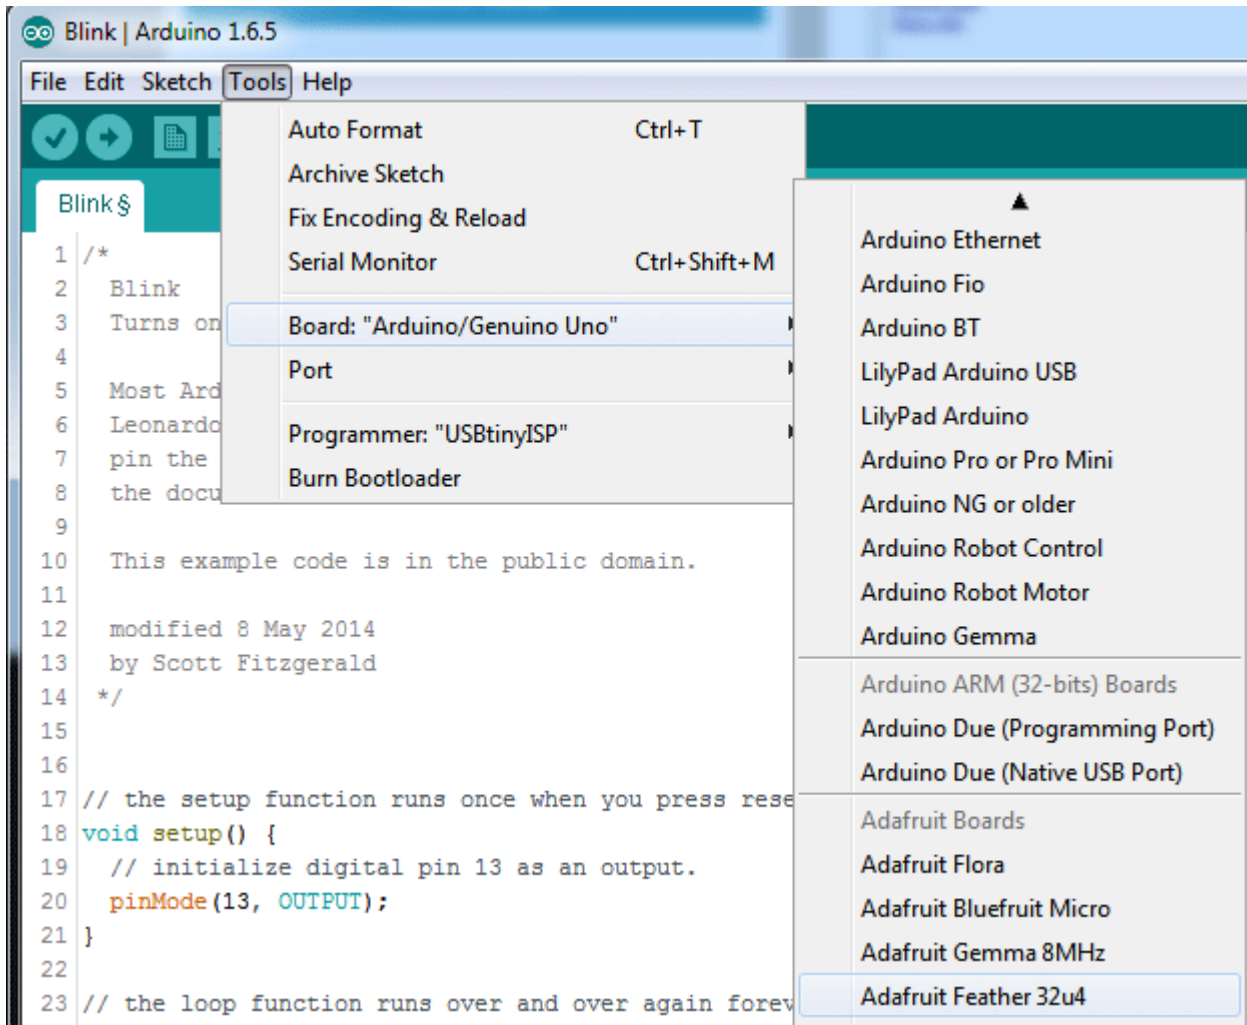 Blink | Arduino 1.6.5
File Edit Sketch Tools Help
Auto Format Ctrl+T
Archive Sketch
Fix Encoding & Reload
Serial Monitor Ctrl+Shift+M
Board: "Arduino/Genuino Uno"
Port
Programmer: "USBtinyISP"
Burn Bootloader
Arduino Ethernet
Arduino Fio
Arduino BT
LilyPad Arduino USB
LilyPad Arduino
Arduino Pro or Pro Mini
Arduino NG or older
Arduino Robot Control
Arduino Robot Motor
Arduino Gemma
Arduino ARM (32-bits) Boards
Arduino Due (Programming Port)
Arduino Due (Native USB Port)
Adafruit Boards
Adafruit Flora
Adafruit Bluefruit Micro
Adafruit Gemma 8MHz
Adafruit Feather 32u4
Blink §
1 /*
2 Blink
3 Turns on
4
5 Most Ard
6 Leonardo
7 pin the
8 the docu
9
10 This example code is in the public domain.
11
12 modified 8 May 2014
13 by Scott Fitzgerald
14 */
15
16
17 // the setup function runs once when you press rese
18 void setup() {
19 // initialize digital pin 13 as an output.
20 pinMode(13, OUTPUT);
21 }
22
23 // the loop function runs over and over again forev